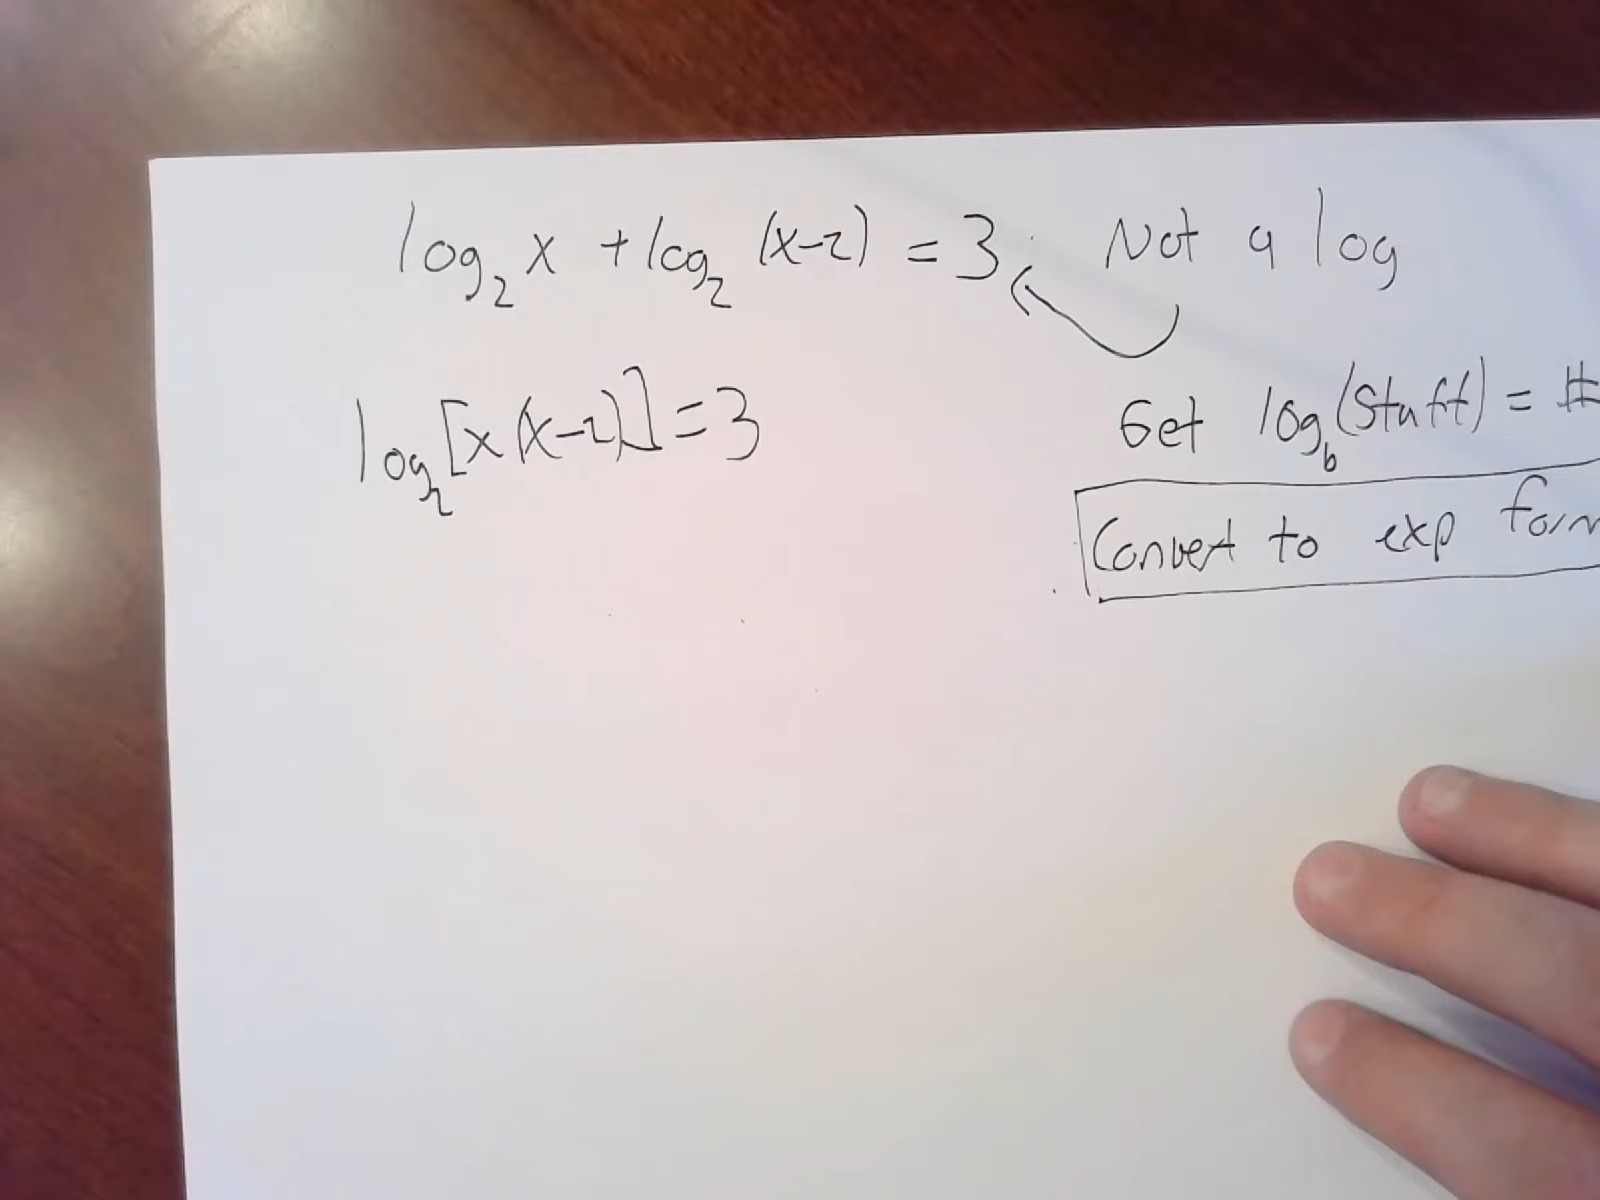 log₂ x + log₂ (x-2) = 3 Not a log
log₂[x(x-2)] = 3
Get log_b(Stuff) = #
Convert to exp form